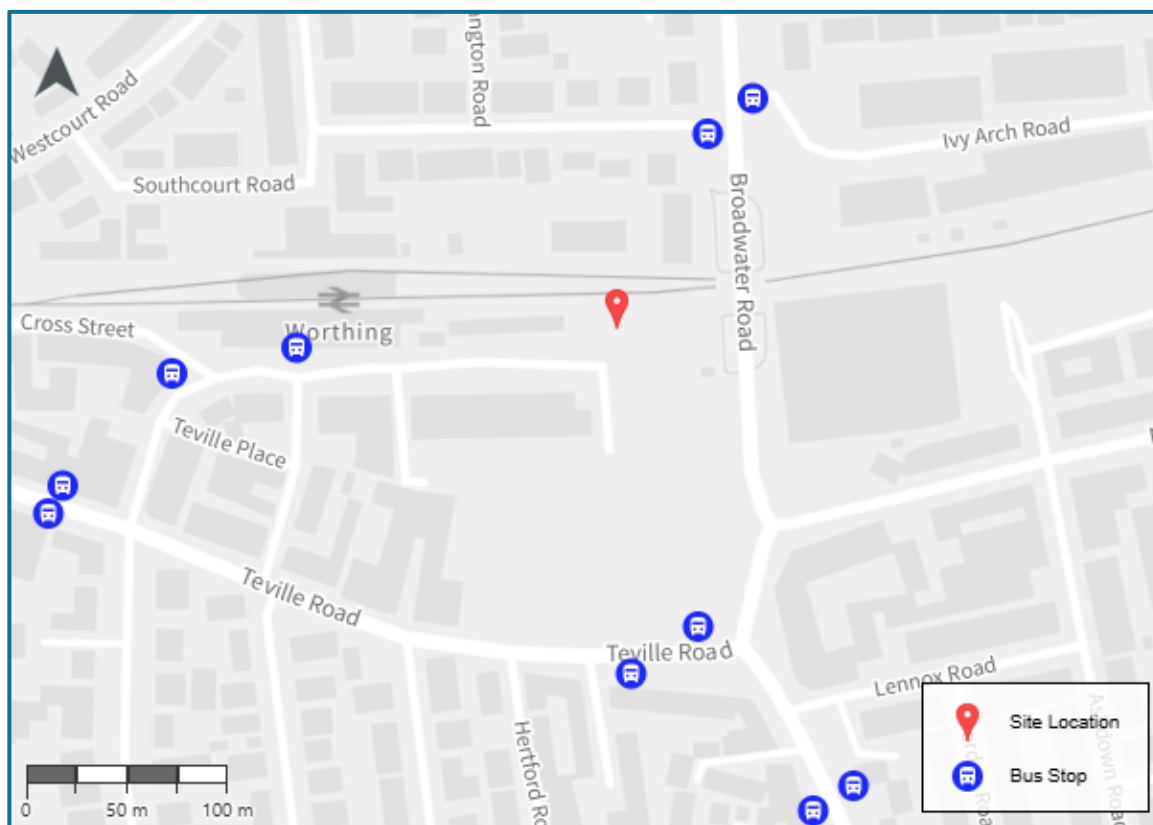 ington Road
Westcourt Road
Ivy Arch Road
Southcourt Road
Broadwater Road
Cross Street
Worthing
Teville Place
Teville Road
Teville Road
Lennox Road
Hertford Ro
Site Location
Bus Stop
0
50 m
100 m